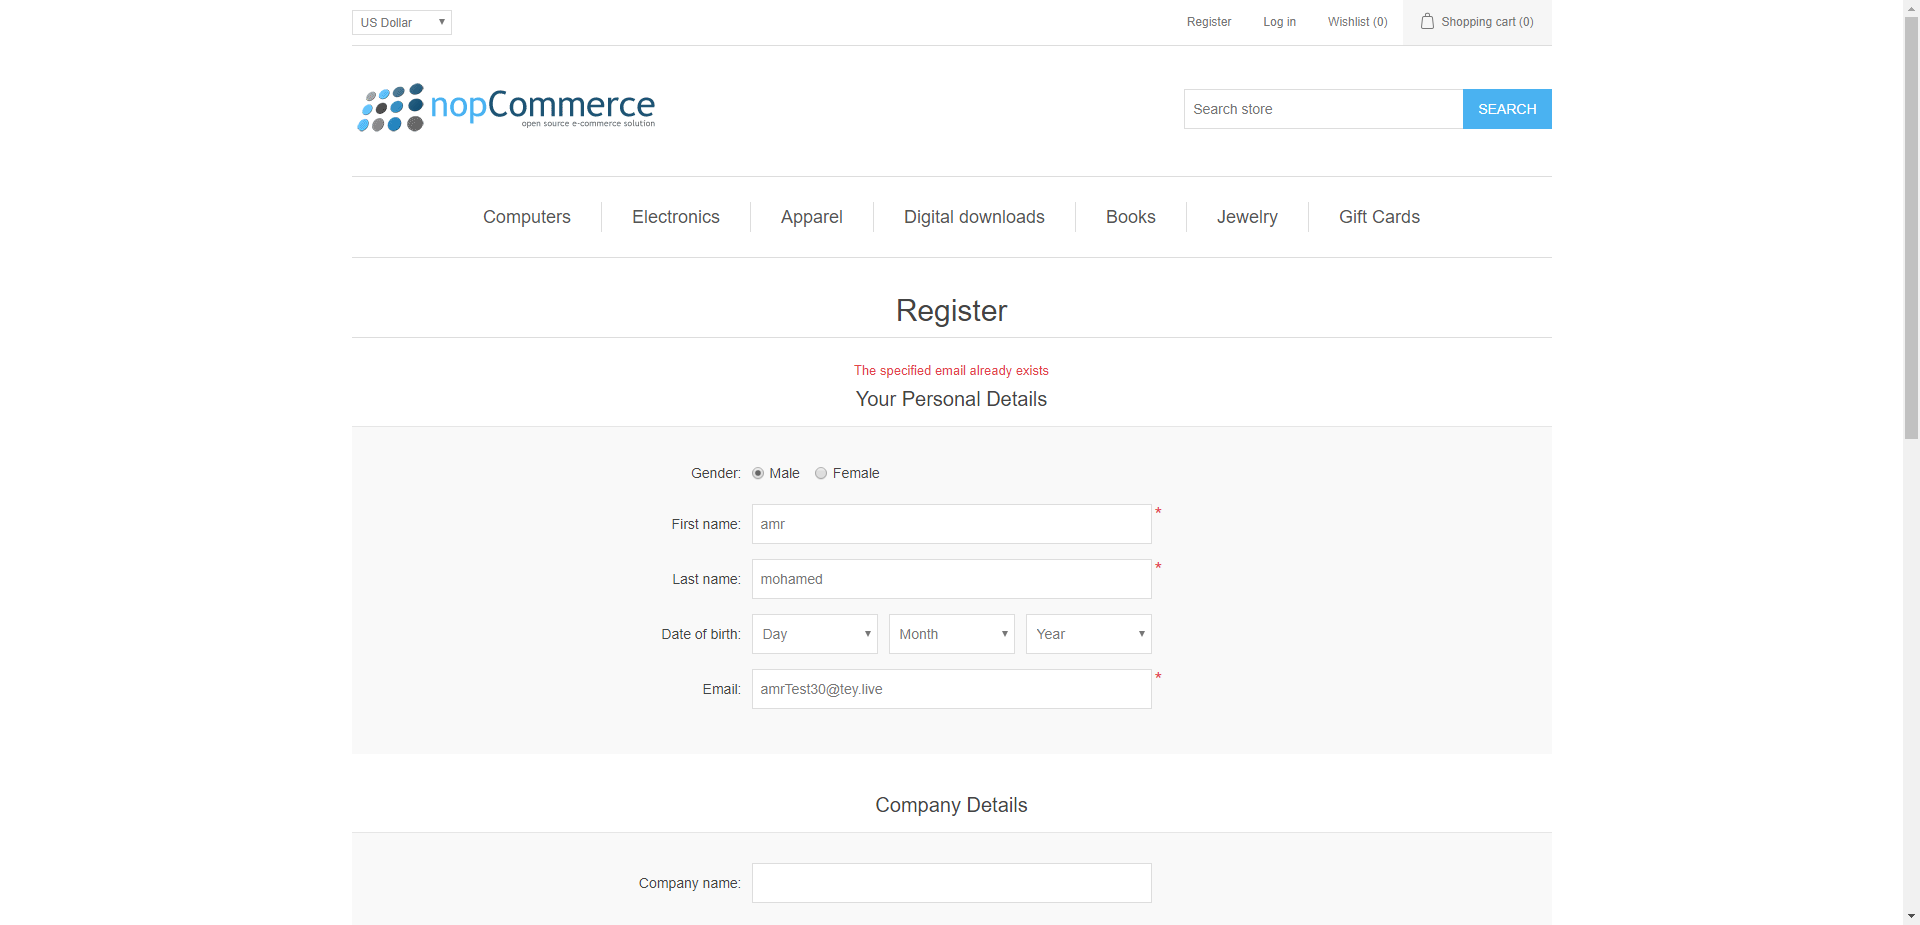 US Dollar
Register
Log in
Wishlist (0)
Shopping cart (0)
nopCommerce
open source e-commerce solution
Search store
SEARCH
Computers
Electronics
Apparel
Digital downloads
Books
Jewelry
Gift Cards
Register
The specified email already exists
Your Personal Details
Gender: Male Female
First name: amr *
Last name: mohamed *
Date of birth: Day Month Year
Email: amrTest30@tey.live *
Company Details
Company name: